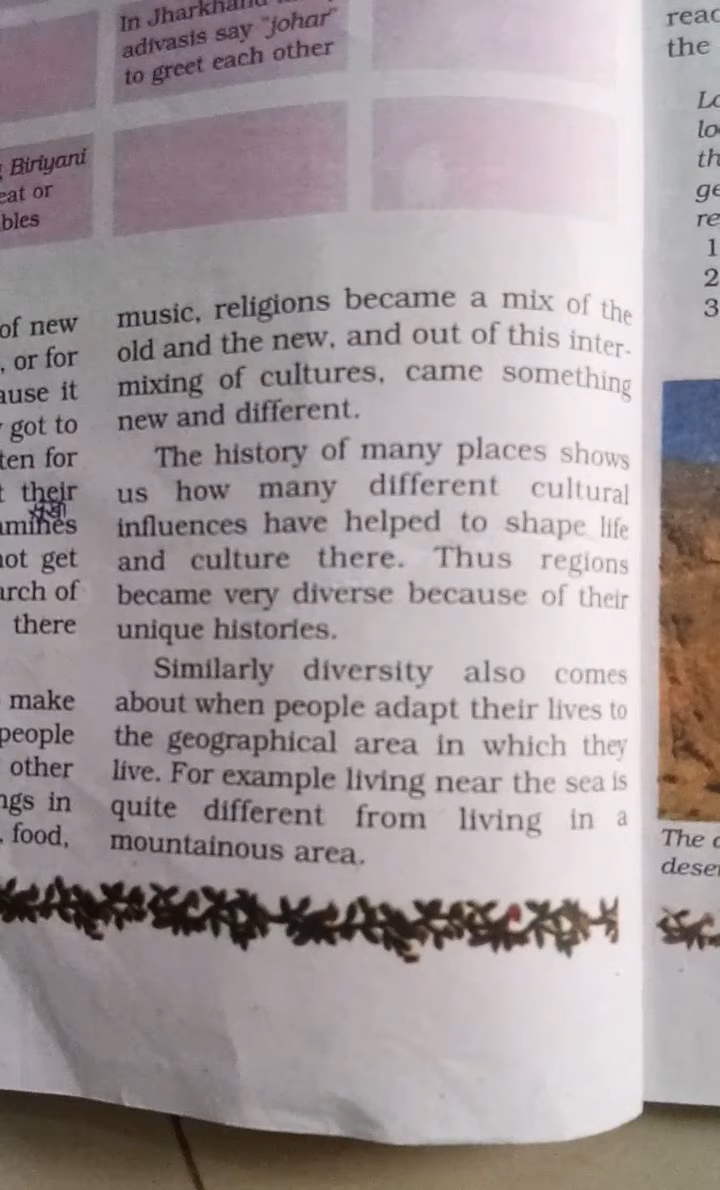 In Jharkhand
adivasis say "johar"
to greet each other
Biriyani
eat or
bles
of new
, or for
ause it
got to
ten for
their
amines
not get
arch of
there
make
people
other
ngs in
. food,
music, religions became a mix of the
old and the new, and out of this inter-
mixing of cultures, came something
new and different.
The history of many places shows
us how many different cultural
influences have helped to shape life
and culture there. Thus regions
became very diverse because of their
unique histories.
Similarly diversity also comes
about when people adapt their lives to
the geographical area in which they
live. For example living near the sea is
quite different from living in a
mountainous area.
the
1
2
3
The